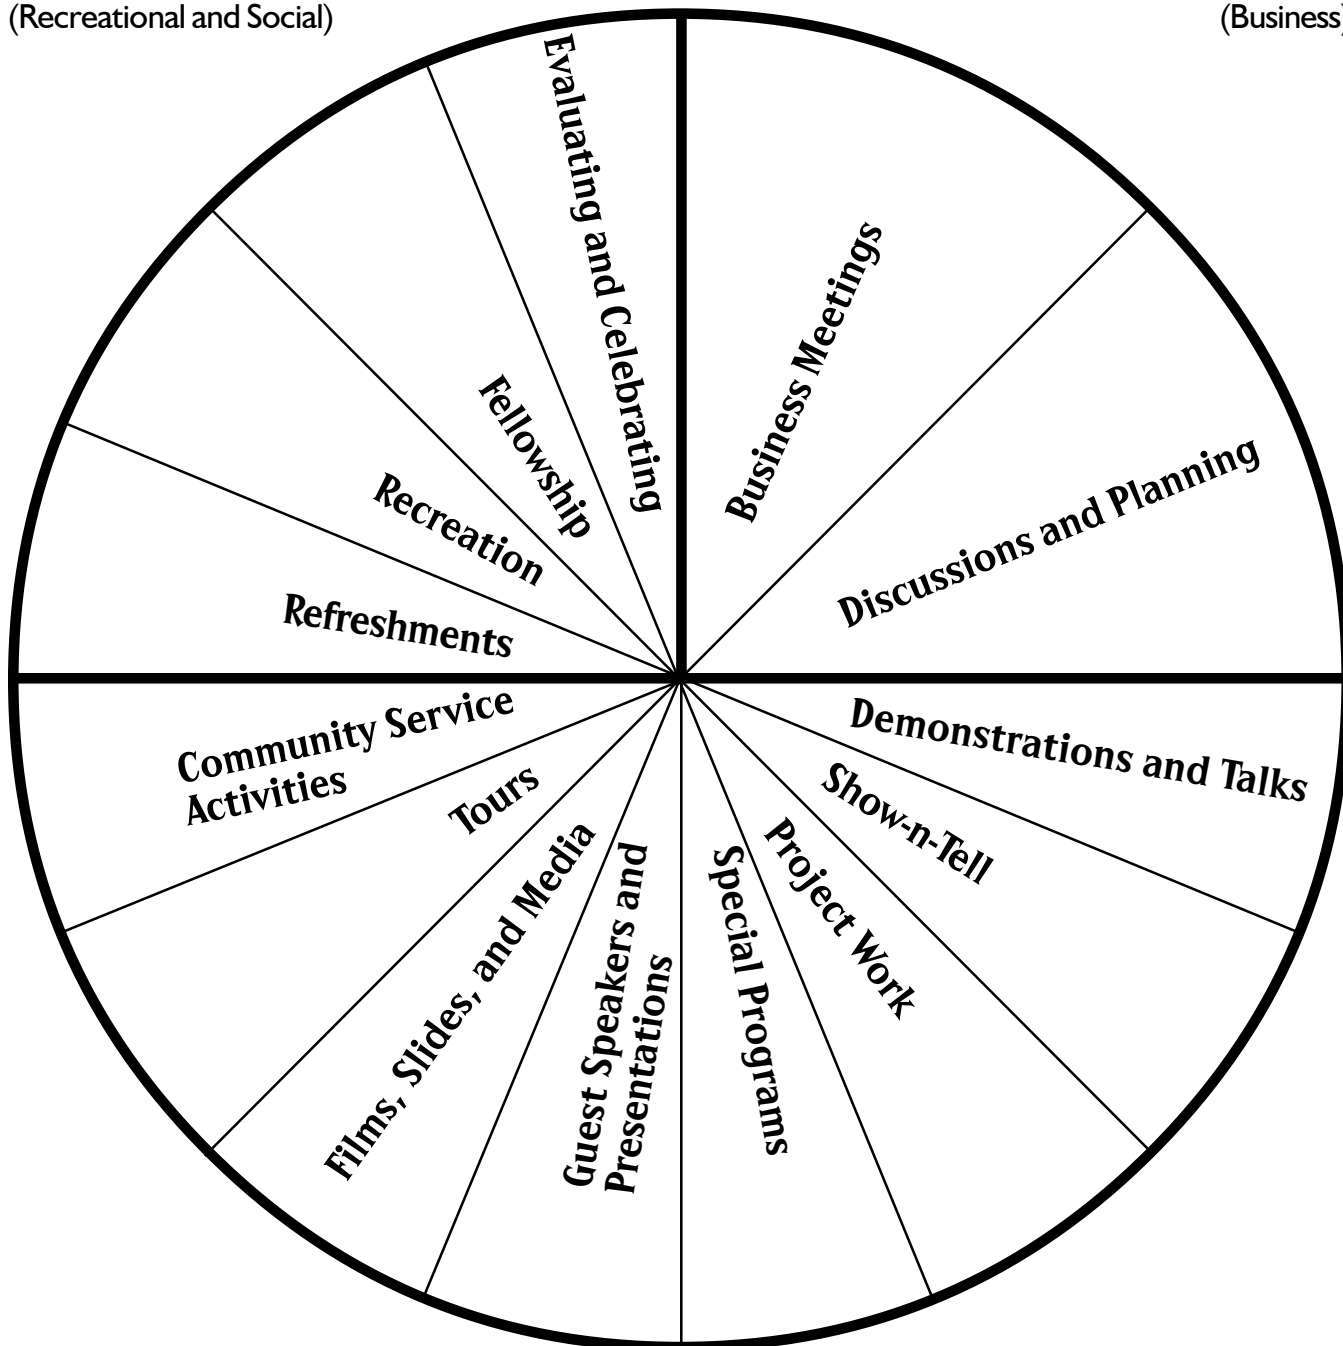 (Recreational and Social)
(Business)
Evaluating and Celebrating
Business Meetings
Fellowship
Discussions and Planning
Recreation
Refreshments
Community Service
Activities
Demonstrations and Talks
Tours
Show-n-Tell
Films, Slides, and Media
Guest Speakers and
Presentations
Special Programs
Project Work